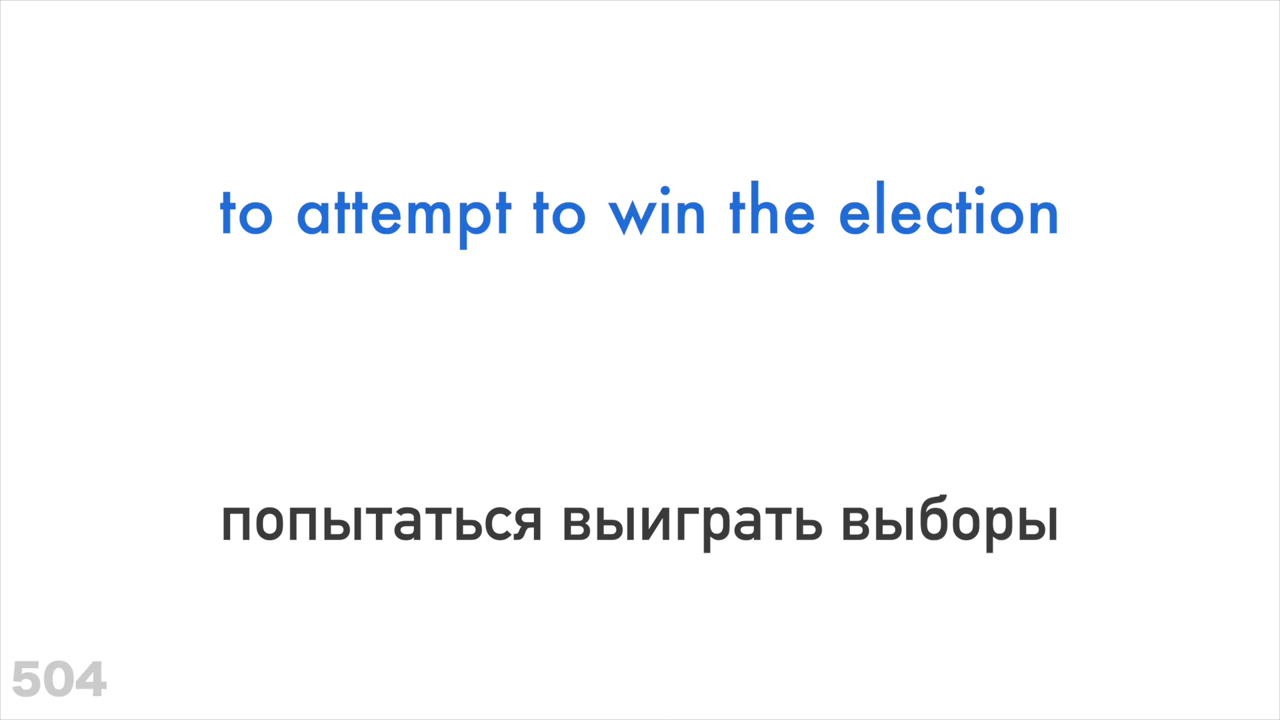 to attempt to win the election
попытаться выиграть выборы
504